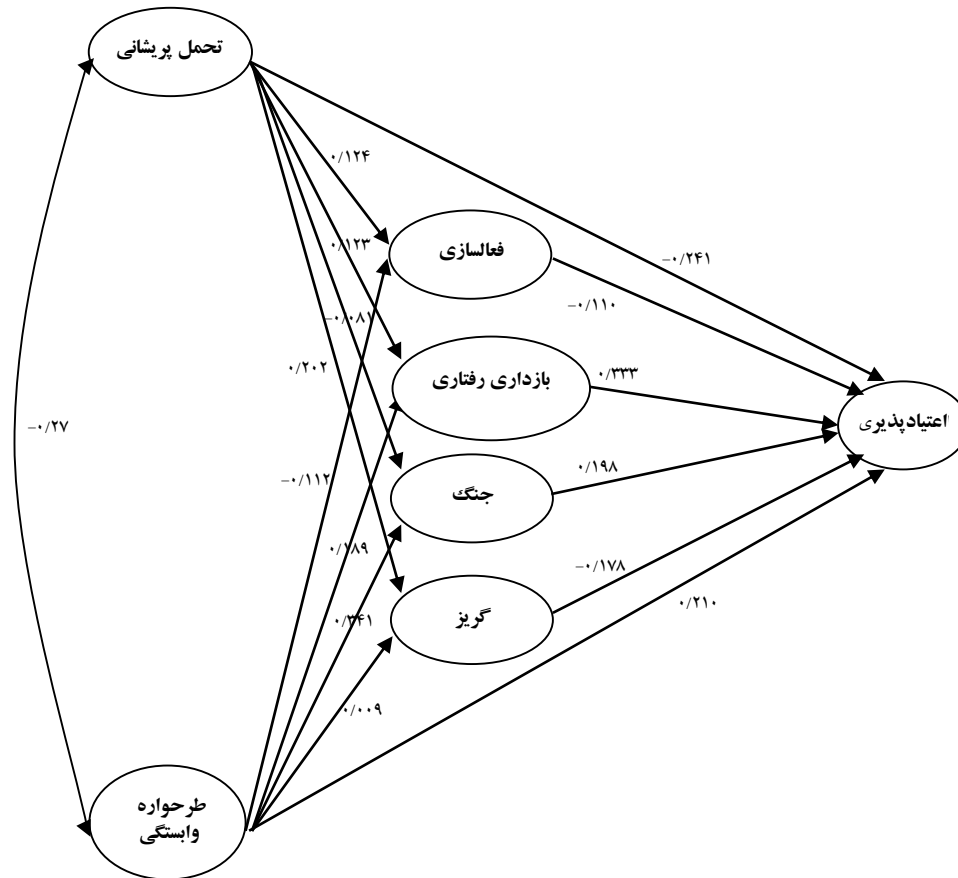 تحمل پریشانی
۰/۱۲۴
۰/۱۲۳
فعالسازی
-۰/۲۴۱
-۰/۱۱۰
-۰/۰۸۱
۰/۲۰۲
بازداری رفتاری
۰/۳۳۳
اعتیادپذیری
-۰/۲۷
۰/۱۹۸
-۰/۱۱۲
جنگ
۰/۱۸۹
-۰/۱۷۸
۰/۲۱۰
گریز
۰/۳۴۱
۰/۰۰۹
طرحواره
وابستگی